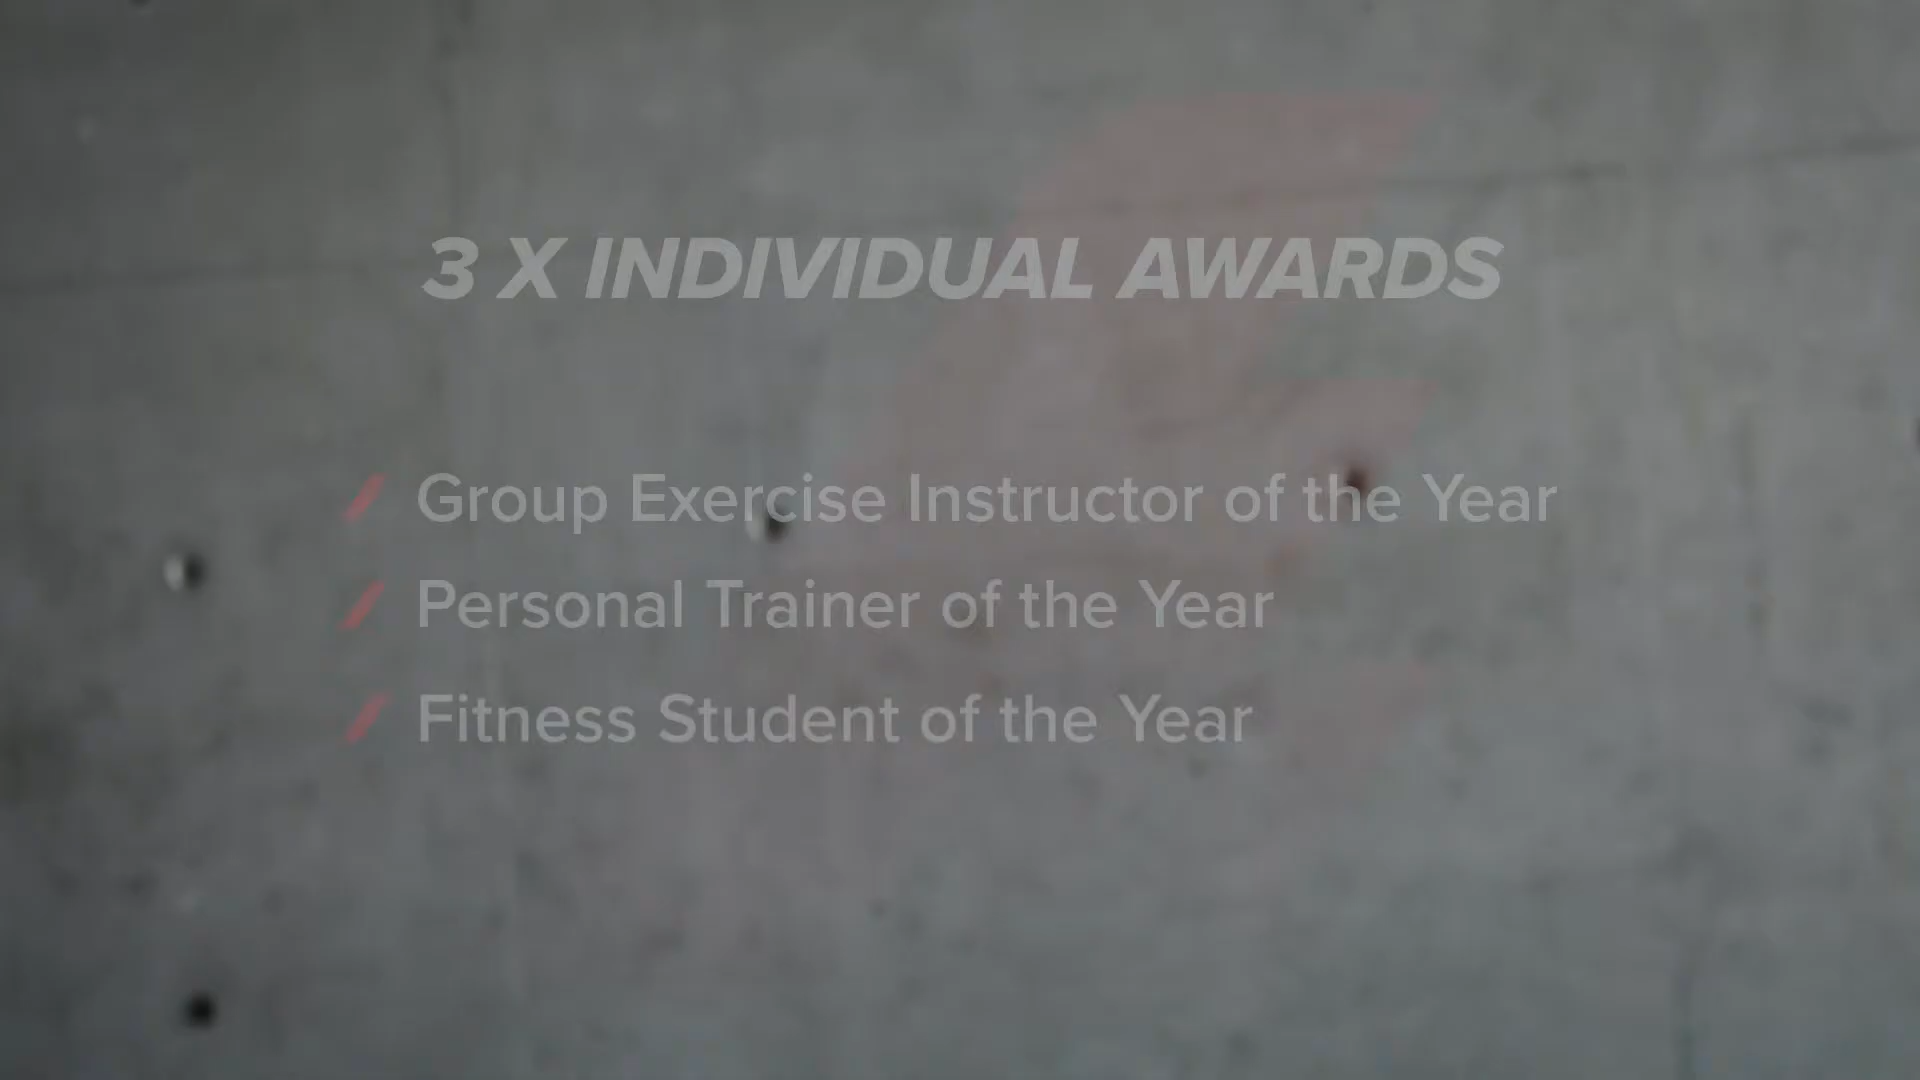 3 X INDIVIDUAL AWARDS
Group Exercise Instructor of the Year
Personal Trainer of the Year
Fitness Student of the Year